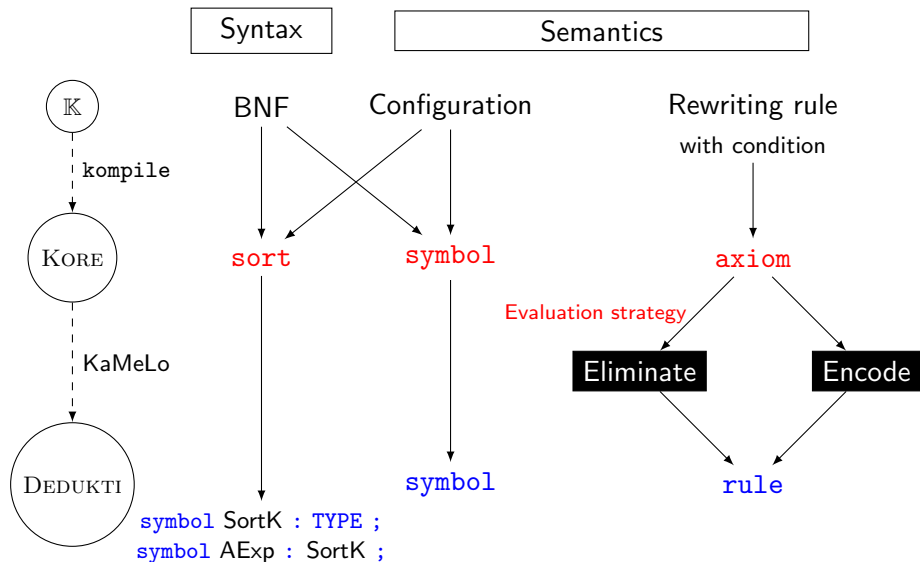 Syntax
Semantics
𝕂
BNF
Configuration
Rewriting rule
with condition
kompile
KORE
sort
symbol
axiom
Evaluation strategy
KaMeLo
Eliminate
Encode
DEDUKTI
symbol
rule
symbol SortK : TYPE ;
symbol AExp : SortK ;